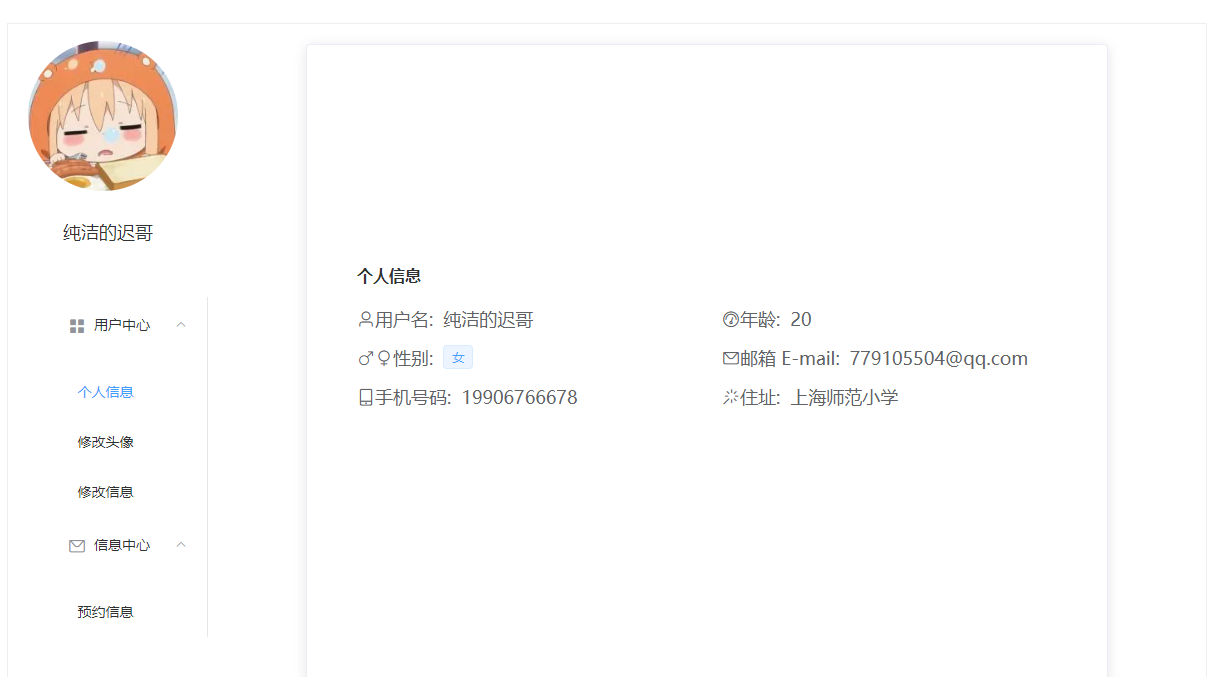 纯洁的迟哥
用户中心
个人信息
修改头像
修改信息
信息中心
预约信息
个人信息
用户名: 纯洁的迟哥
年龄: 20
性别: 女
邮箱 E-mail: 779105504@qq.com
手机号码: 19906766678
住址: 上海师范小学